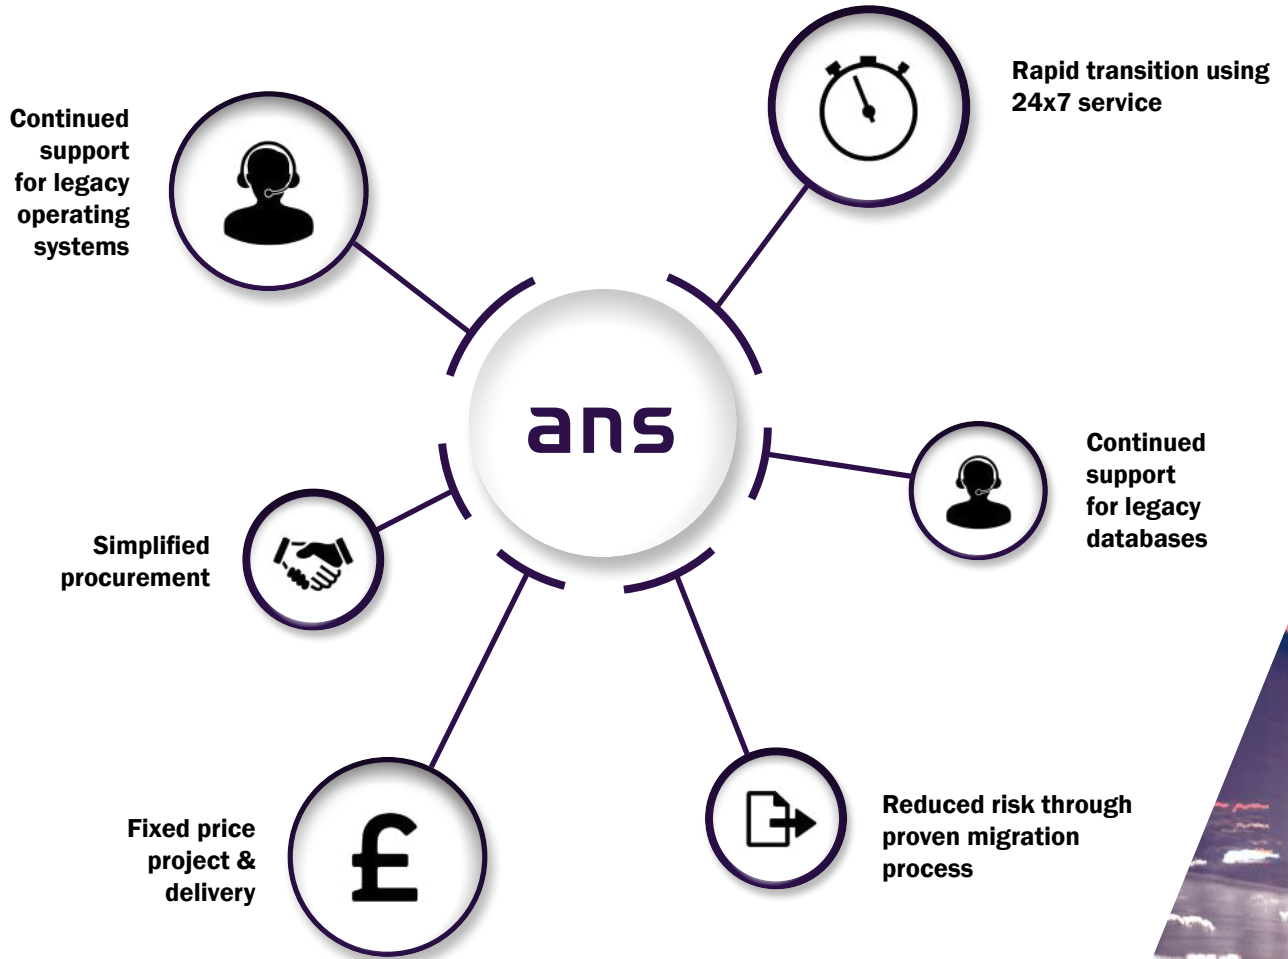 Rapid transition using
24x7 service
Continued
support
for legacy
operating
systems
ans
Continued
support
for legacy
databases
Simplified
procurement
Reduced risk through
proven migration
process
Fixed price
project &
delivery
£